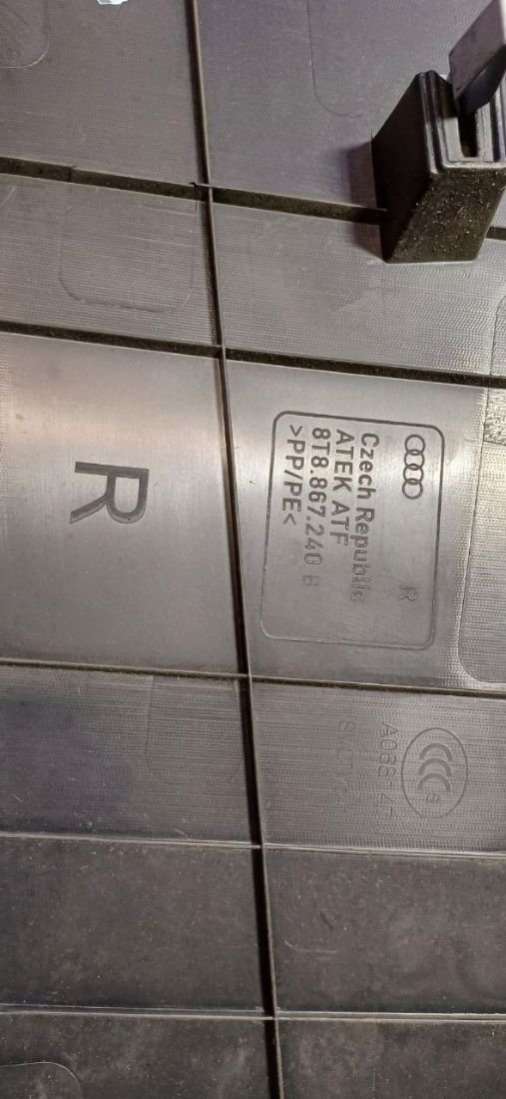 R
Czech Republic
ATEK ATF
8T8.867.240 B
>PP/PE<
R